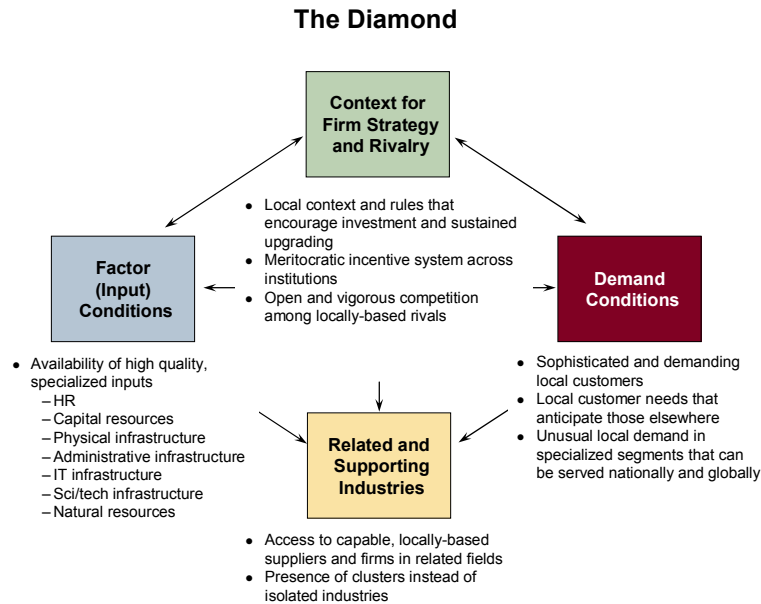 The Diamond
Context for
Firm Strategy
and Rivalry
● Local context and rules that
encourage investment and sustained
upgrading
● Meritocratic incentive system across
institutions
● Open and vigorous competition
among locally-based rivals
Factor
(Input)
Conditions
Demand
Conditions
● Availability of high quality,
specialized inputs
– HR
– Capital resources
– Physical infrastructure
– Administrative infrastructure
– IT infrastructure
– Sci/tech infrastructure
– Natural resources
● Sophisticated and demanding
local customers
● Local customer needs that
anticipate those elsewhere
● Unusual local demand in
specialized segments that can
be served nationally and globally
Related and
Supporting
Industries
● Access to capable, locally-based
suppliers and firms in related fields
● Presence of clusters instead of
isolated industries